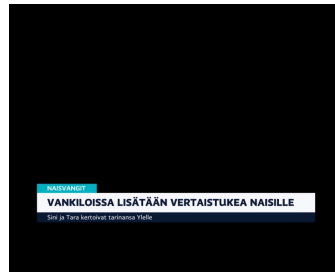 NAISVANGIT
VANKILOISSA LISÄTÄÄN VERTAISTUKEA NAISILLE
Sini ja Tara kertoivat tarinansa Ylelle